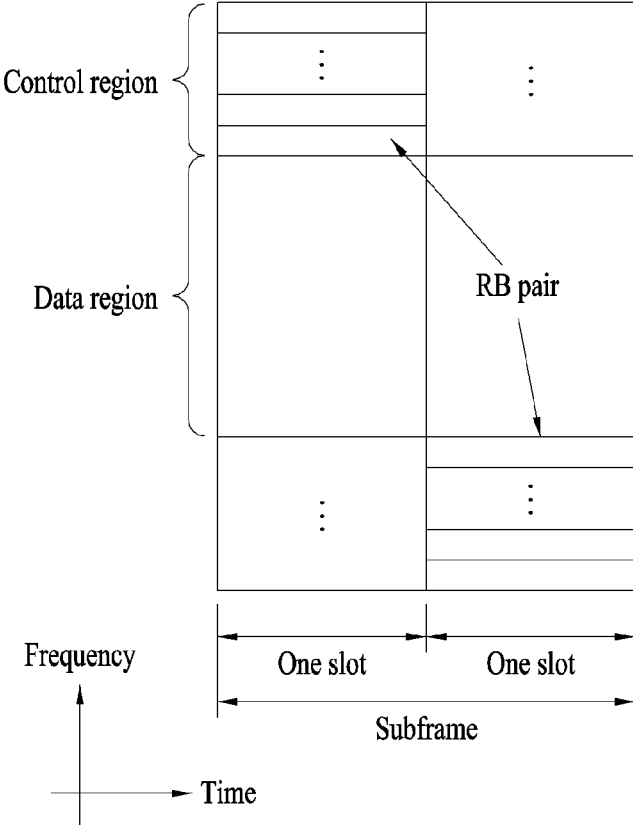 Control region
Data region
RB pair
One slot
One slot
Subframe
Frequency
Time